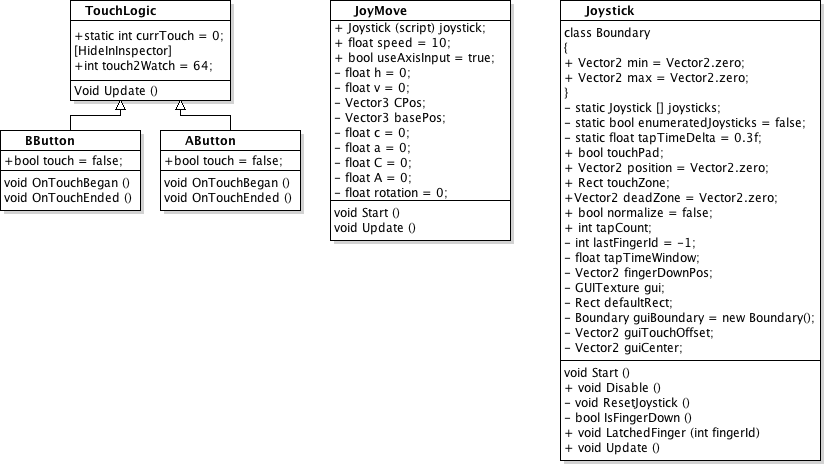 TouchLogic
+static int currTouch = 0;
[HideInInspector]
+int touch2Watch = 64;
Void Update ()
BButton
+bool touch = false;
void OnTouchBegan ()
void OnTouchEnded ()
AButton
+bool touch = false;
void OnTouchBegan ()
void OnTouchEnded ()
JoyMove
+ Joystick (script) joystick;
+ float speed = 10;
+ bool useAxisInput = true;
- float h = 0;
- float v = 0;
- Vector3 CPos;
- Vector3 basePos;
- float c = 0;
- float a = 0;
- float C = 0;
- float A = 0;
- float rotation = 0;
void Start ()
void Update ()
Joystick
class Boundary
{
+ Vector2 min = Vector2.zero;
+ Vector2 max = Vector2.zero;
}
- static Joystick [] joysticks;
- static bool enumeratedJoysticks = false;
- static float tapTimeDelta = 0.3f;
+ bool touchPad;
+ Vector2 position = Vector2.zero;
+ Rect touchZone;
+Vector2 deadZone = Vector2.zero;
+ bool normalize = false;
+ int tapCount;
- int lastFingerId = -1;
- float tapTimeWindow;
- Vector2 fingerDownPos;
- GUITexture gui;
- Rect defaultRect;
- Boundary guiBoundary = new Boundary();
- Vector2 guiTouchOffset;
- Vector2 guiCenter;
void Start ()
+ void Disable ()
- void ResetJoystick ()
- bool IsFingerDown ()
+ void LatchedFinger (int fingerId)
+ void Update ()